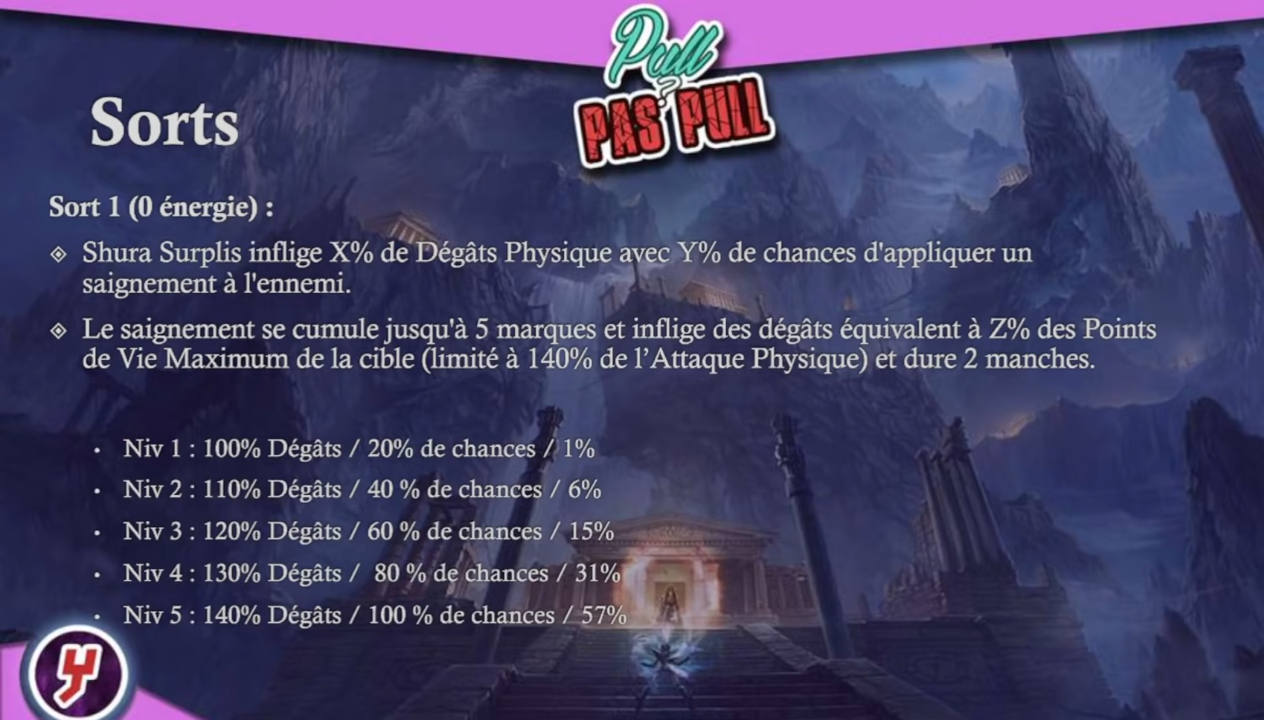 Pull
?
PAS PULL
Sorts
Sort 1 (0 énergie) :
Shura Surplis inflige X% de Dégâts Physique avec Y% de chances d'appliquer un
saignement à l'ennemi.
Le saignement se cumule jusqu'à 5 marques et inflige des dégâts équivalent à Z% des Points
de Vie Maximum de la cible (limité à 140% de l’Attaque Physique) et dure 2 manches.
Niv 1 : 100% Dégâts / 20% de chances / 1%
Niv 2 : 110% Dégâts / 40 % de chances / 6%
Niv 3 : 120% Dégâts / 60 % de chances / 15%
Niv 4 : 130% Dégâts / 80 % de chances / 31%
Niv 5 : 140% Dégâts / 100 % de chances / 57%
Y